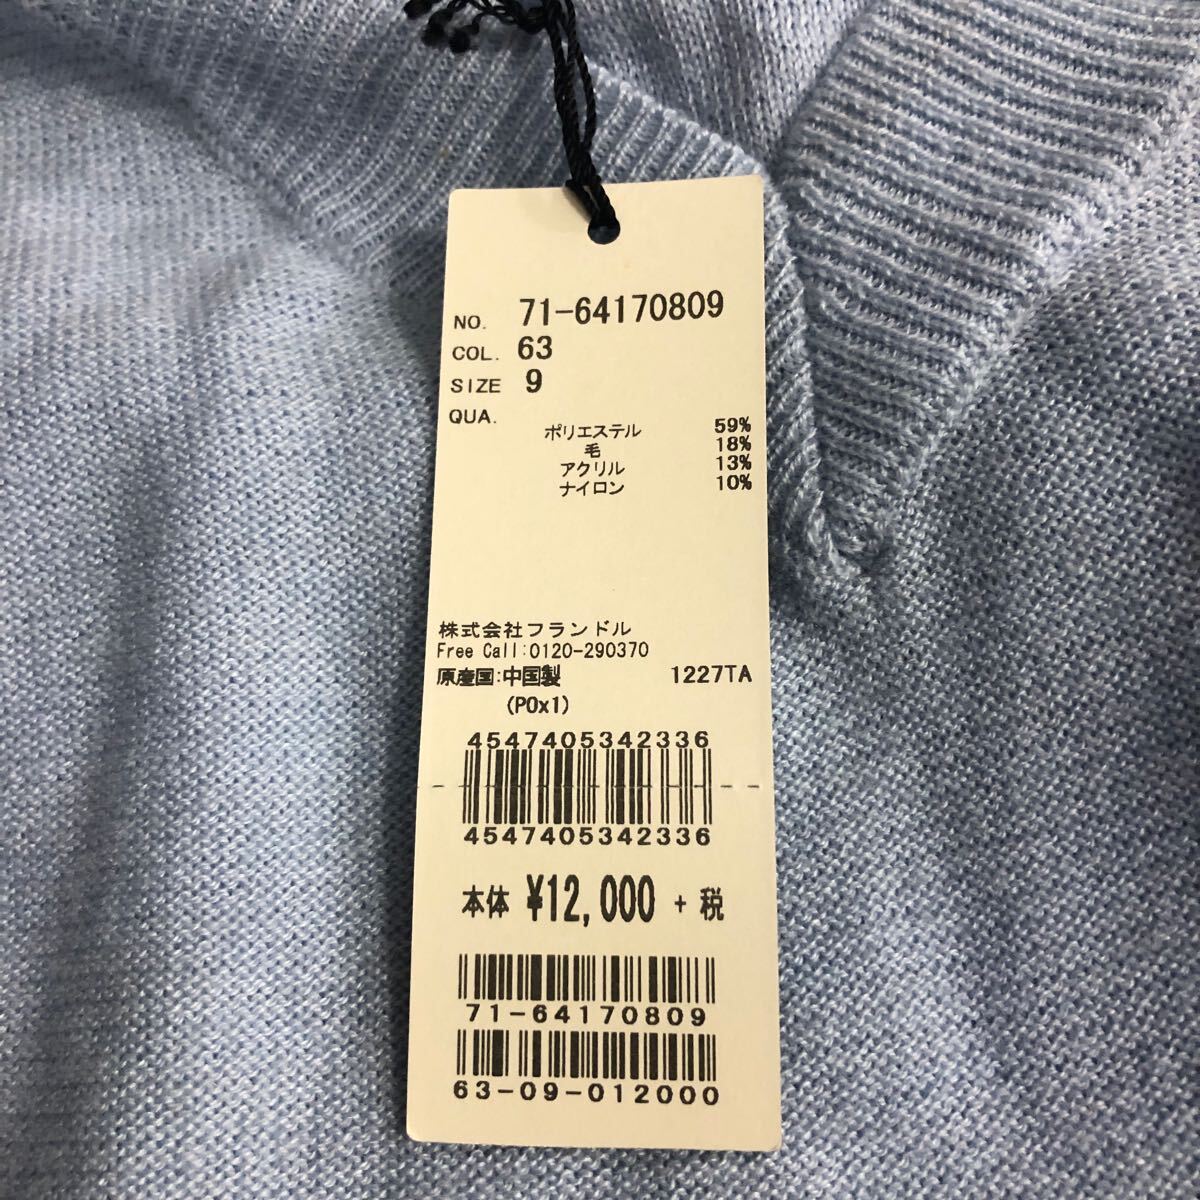 NO. 71-64170809
COL. 63
SIZE 9
QUA.
ポリエステル 59%
毛 18%
アクリル 13%
ナイロン 10%
株式会社フランドル
Free Call:0120-290370
原産国:中国製 1227TA
(POx1)
4547405342336
4547405342336
本体 ¥12,000 + 税
71-64170809
63-09-012000